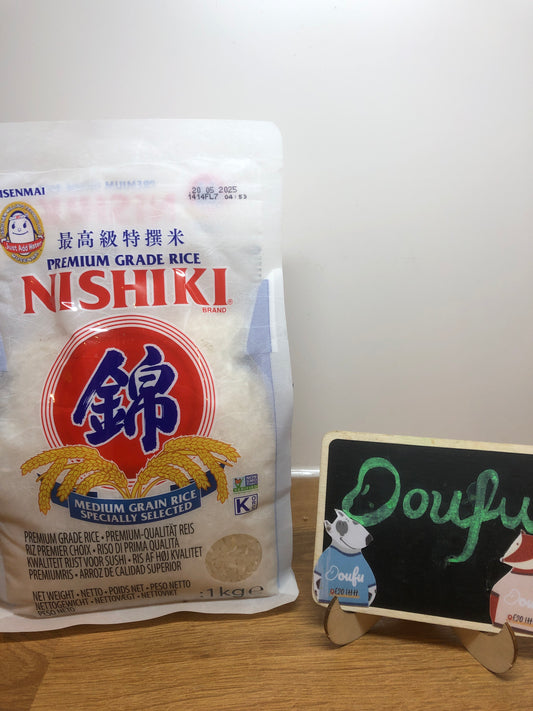 ISENMAI
20 05 2025
1414FL7 04:53
Just Add Water
最高級特撰米
PREMIUM GRADE RICE
NISHIKI®
BRAND
錦
MEDIUM GRAIN RICE
SPECIALLY SELECTED
K
PREMIUM GRADE RICE • PREMIUM-QUALITÄT REIS
RIZ PREMIER CHOIX • RISO DI PRIMA QUALITÀ
KWALITEIT RIJST VOOR SUSHI • RIS AF HØJ KVALITET
PREMIUMRIS • ARROZ DE CALIDAD SUPERIOR
NET WEIGHT • NETTO • POIDS NET • PESO NETTO
NETTOGEWICHT • NETTOVÆGT • NETTOVIKT
PESO NETO
: 1kg e
Doufu
Doufu
Doufu